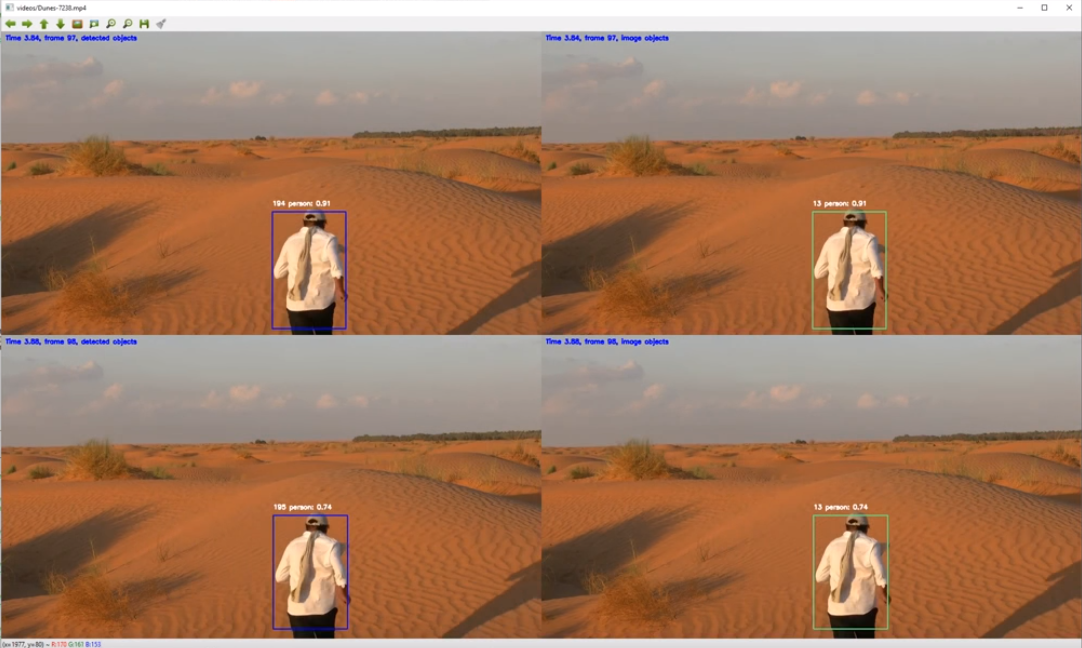 videos/Dunes-7238.mp4
Time 3.84, frame 97, detected objects
Time 3.84, frame 97, image objects
194 person: 0.91
13 person: 0.91
Time 3.88, frame 98, detected objects
Time 3.88, frame 98, image objects
195 person: 0.74
13 person: 0.74
(x=1977, y=80) ~ R:170 G:161 B:153